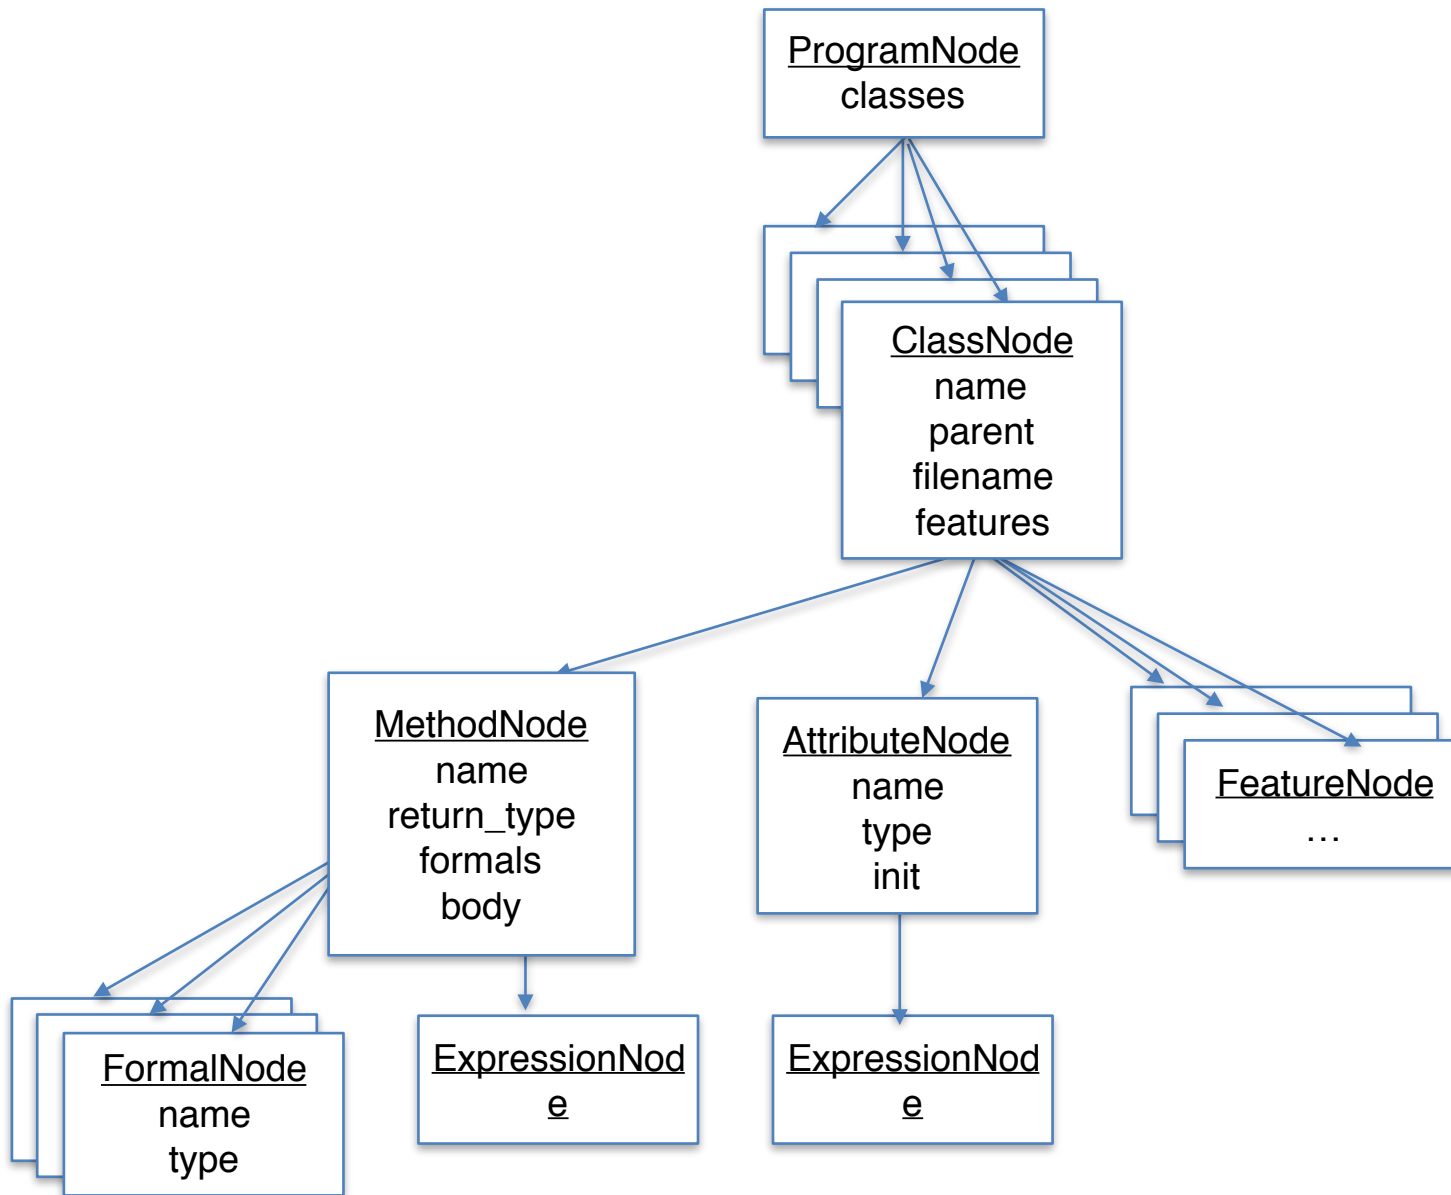 ProgramNode
classes
ClassNode
name
parent
filename
features
MethodNode
name
return_type
formals
body
AttributeNode
name
type
init
FeatureNode
...
FormalNode
name
type
ExpressionNod
e
ExpressionNod
e